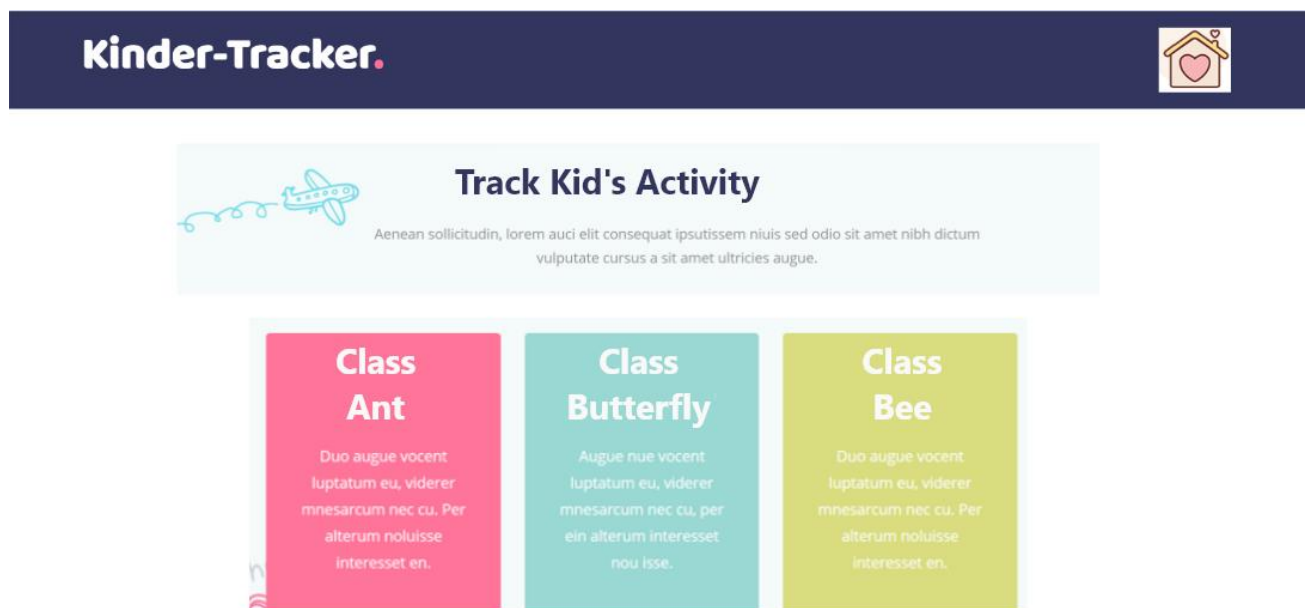 Kinder-Tracker.
Track Kid's Activity
Aenean sollicitudin, lorem auci elit consequat ipsutissem niuis sed odio sit amet nibh dictum
vulputate cursus a sit amet ultricies augue.
Class
Ant
Duo augue vocent
luptatum eu, viderer
mnesarcum nec cu. Per
alterum noluisse
interesset en.
Class
Butterfly
Augue nue vocent
luptatum eu, viderer
mnesarcum nec cu, per
ein alterum interesset
nou isse.
Class
Bee
Duo augue vocent
luptatum eu, viderer
mnesarcum nec cu. Per
alterum noluisse
interesset en.